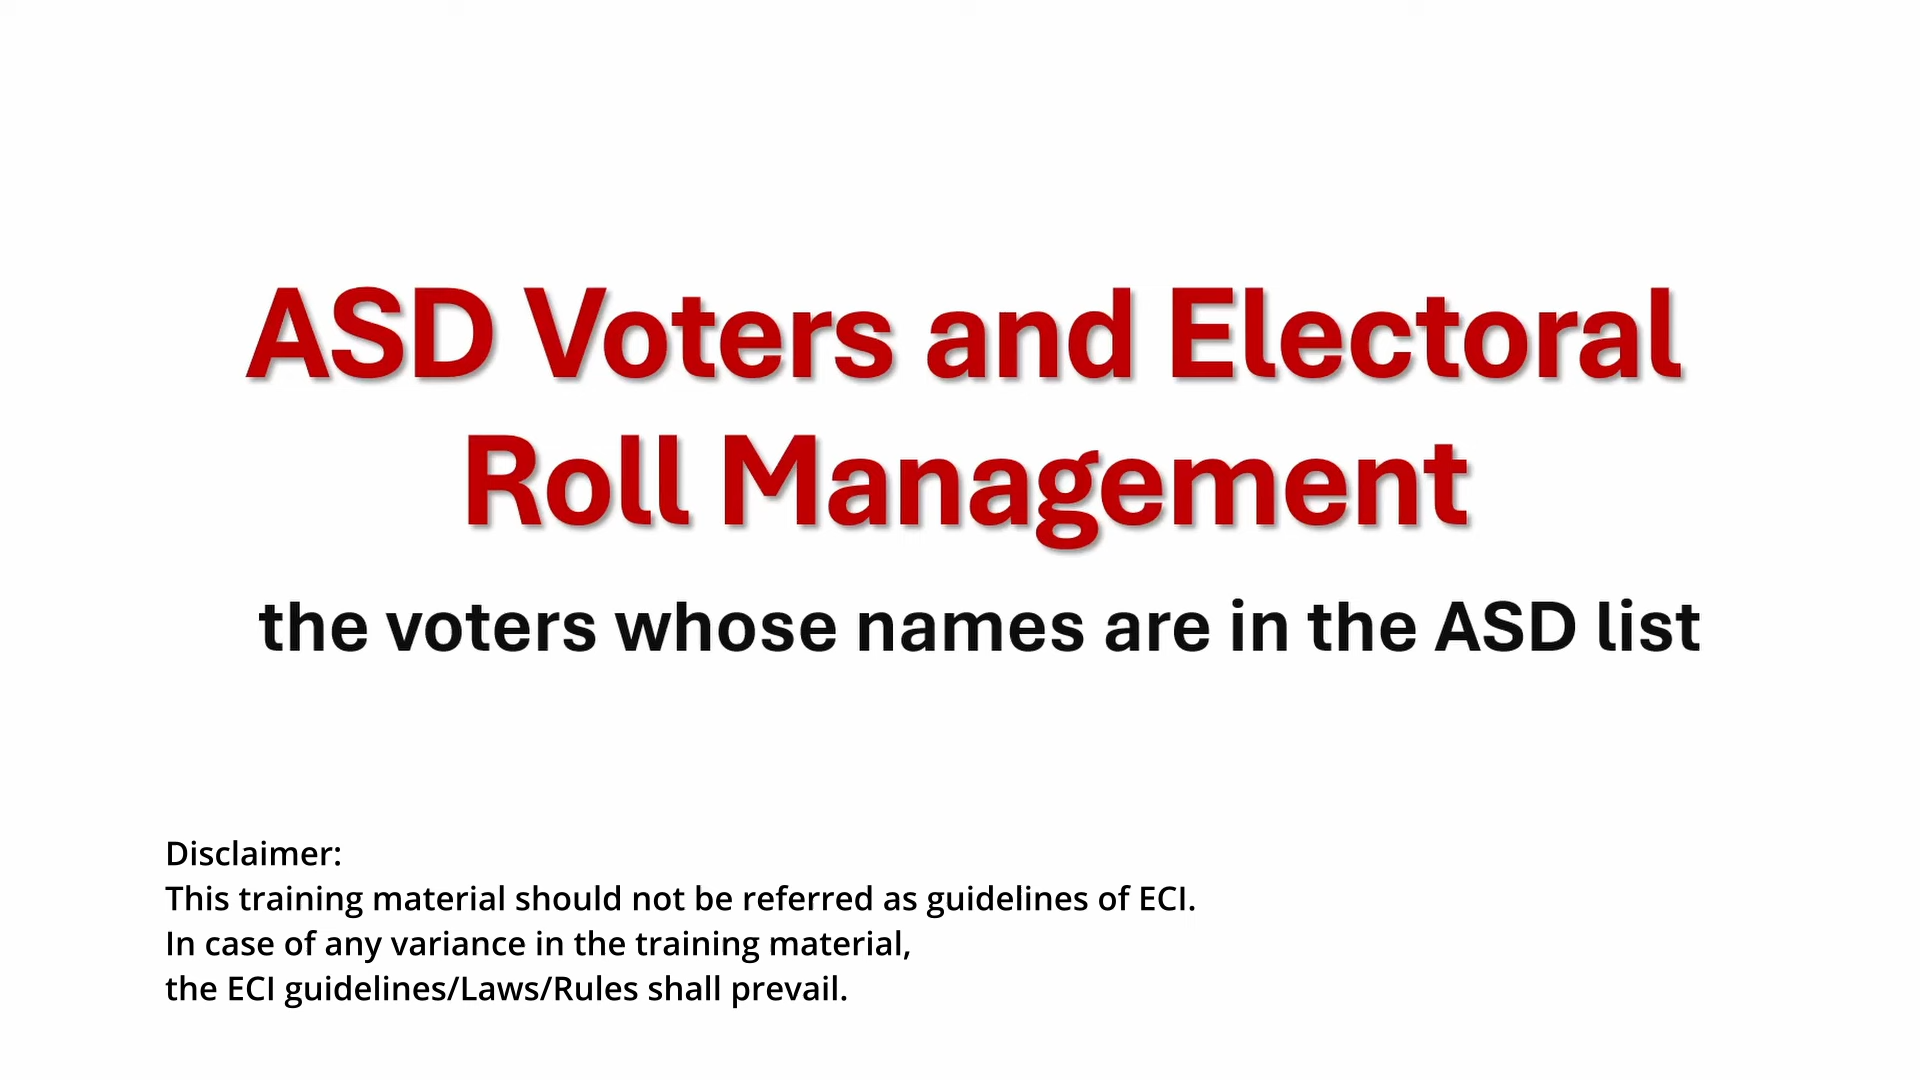 ASD Voters and Electoral
Roll Management
the voters whose names are in the ASD list
Disclaimer:
This training material should not be referred as guidelines of ECI.
In case of any variance in the training material,
the ECI guidelines/Laws/Rules shall prevail.